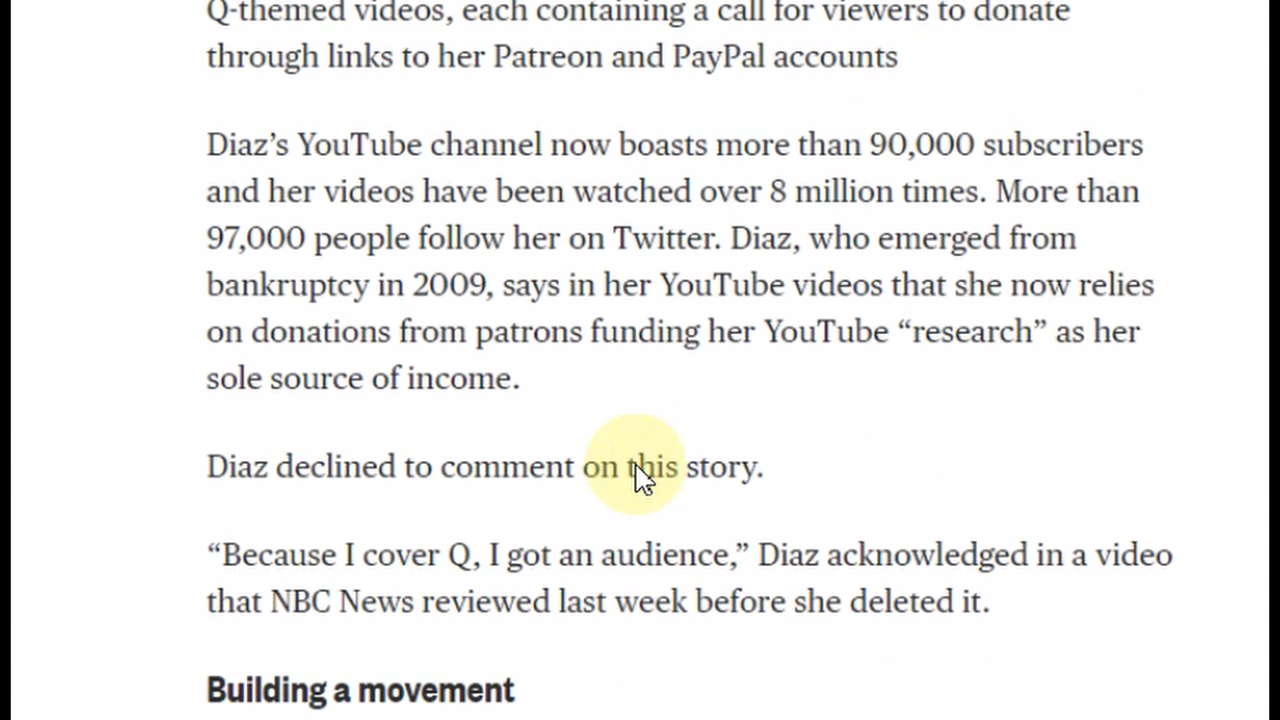 Q-themed videos, each containing a call for viewers to donate
through links to her Patreon and PayPal accounts
Diaz’s YouTube channel now boasts more than 90,000 subscribers
and her videos have been watched over 8 million times. More than
97,000 people follow her on Twitter. Diaz, who emerged from
bankruptcy in 2009, says in her YouTube videos that she now relies
on donations from patrons funding her YouTube “research” as her
sole source of income.
Diaz declined to comment on this story.
“Because I cover Q, I got an audience,” Diaz acknowledged in a video
that NBC News reviewed last week before she deleted it.
Building a movement